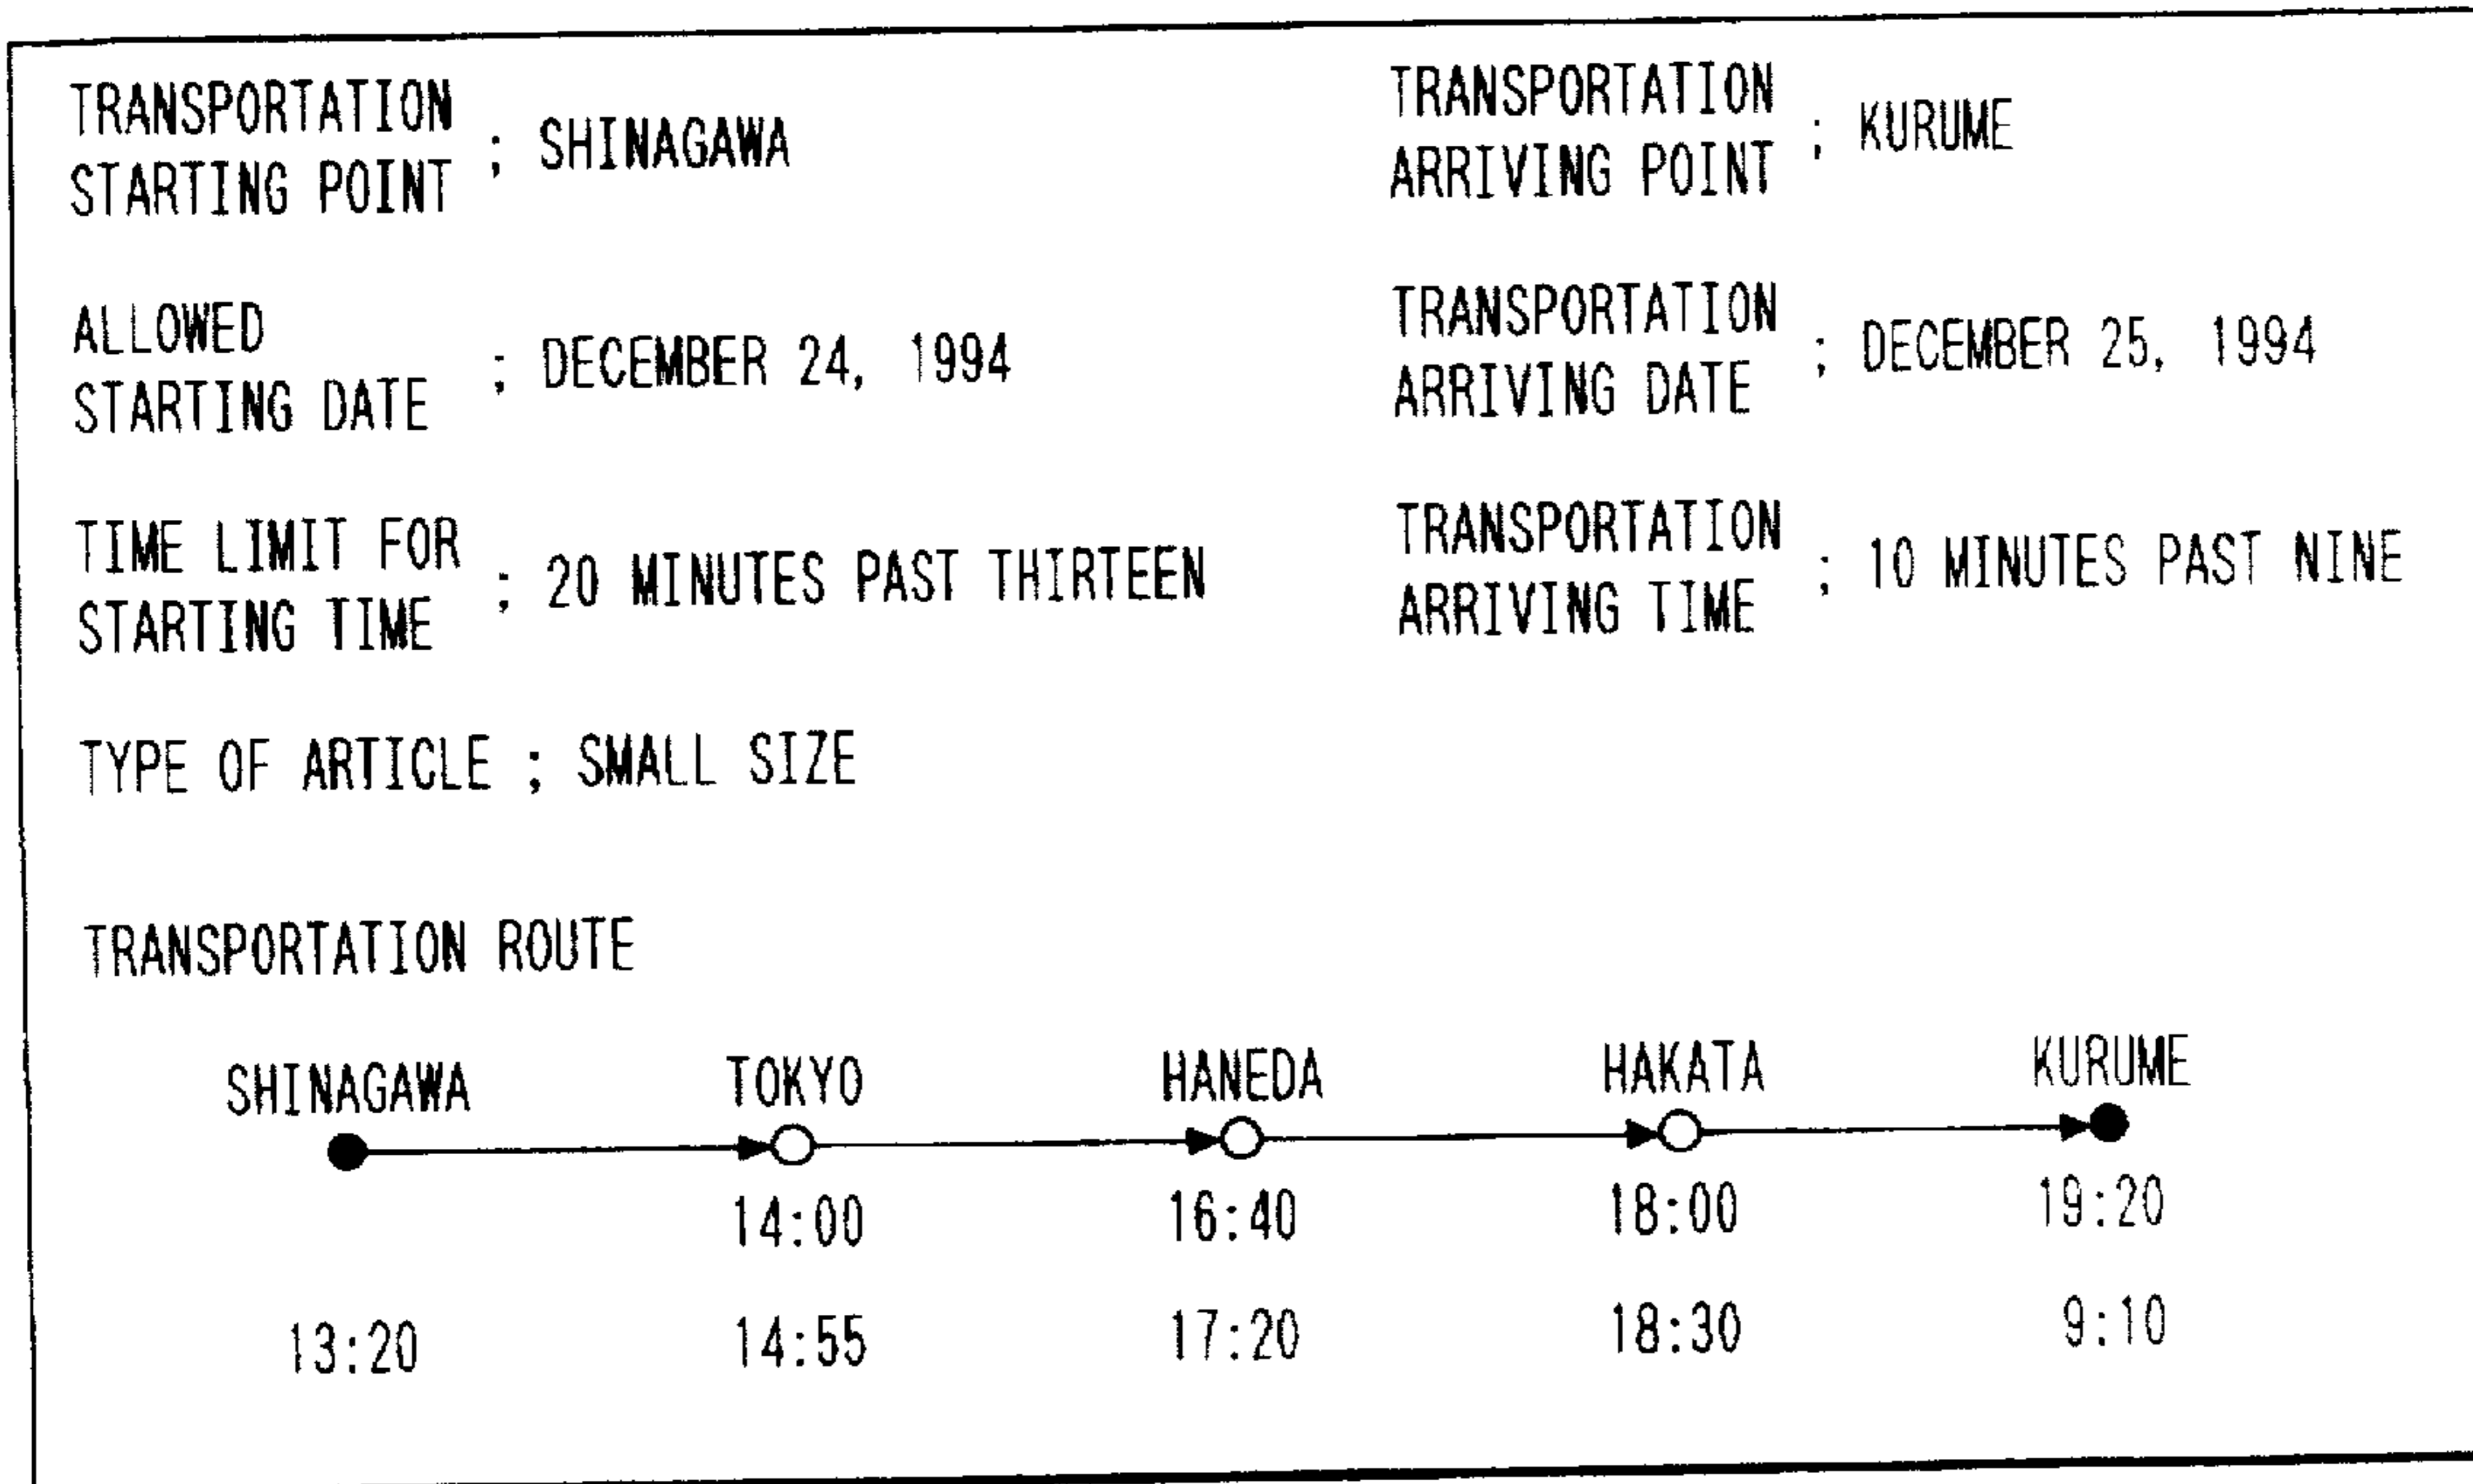 TRANSPORTATION
STARTING POINT ; SHINAGAWA
TRANSPORTATION
ARRIVING POINT ; KURUME
ALLOWED
STARTING DATE ; DECEMBER 24, 1994
TRANSPORTATION
ARRIVING DATE ; DECEMBER 25, 1994
TIME LIMIT FOR
STARTING TIME ; 20 MINUTES PAST THIRTEEN
TRANSPORTATION
ARRIVING TIME ; 10 MINUTES PAST NINE
TYPE OF ARTICLE ; SMALL SIZE
TRANSPORTATION ROUTE
SHINAGAWA TOKYO HANEDA HAKATA KURUME
14:00 16:40 18:00 19:20
13:20 14:55 17:20 18:30 9:10